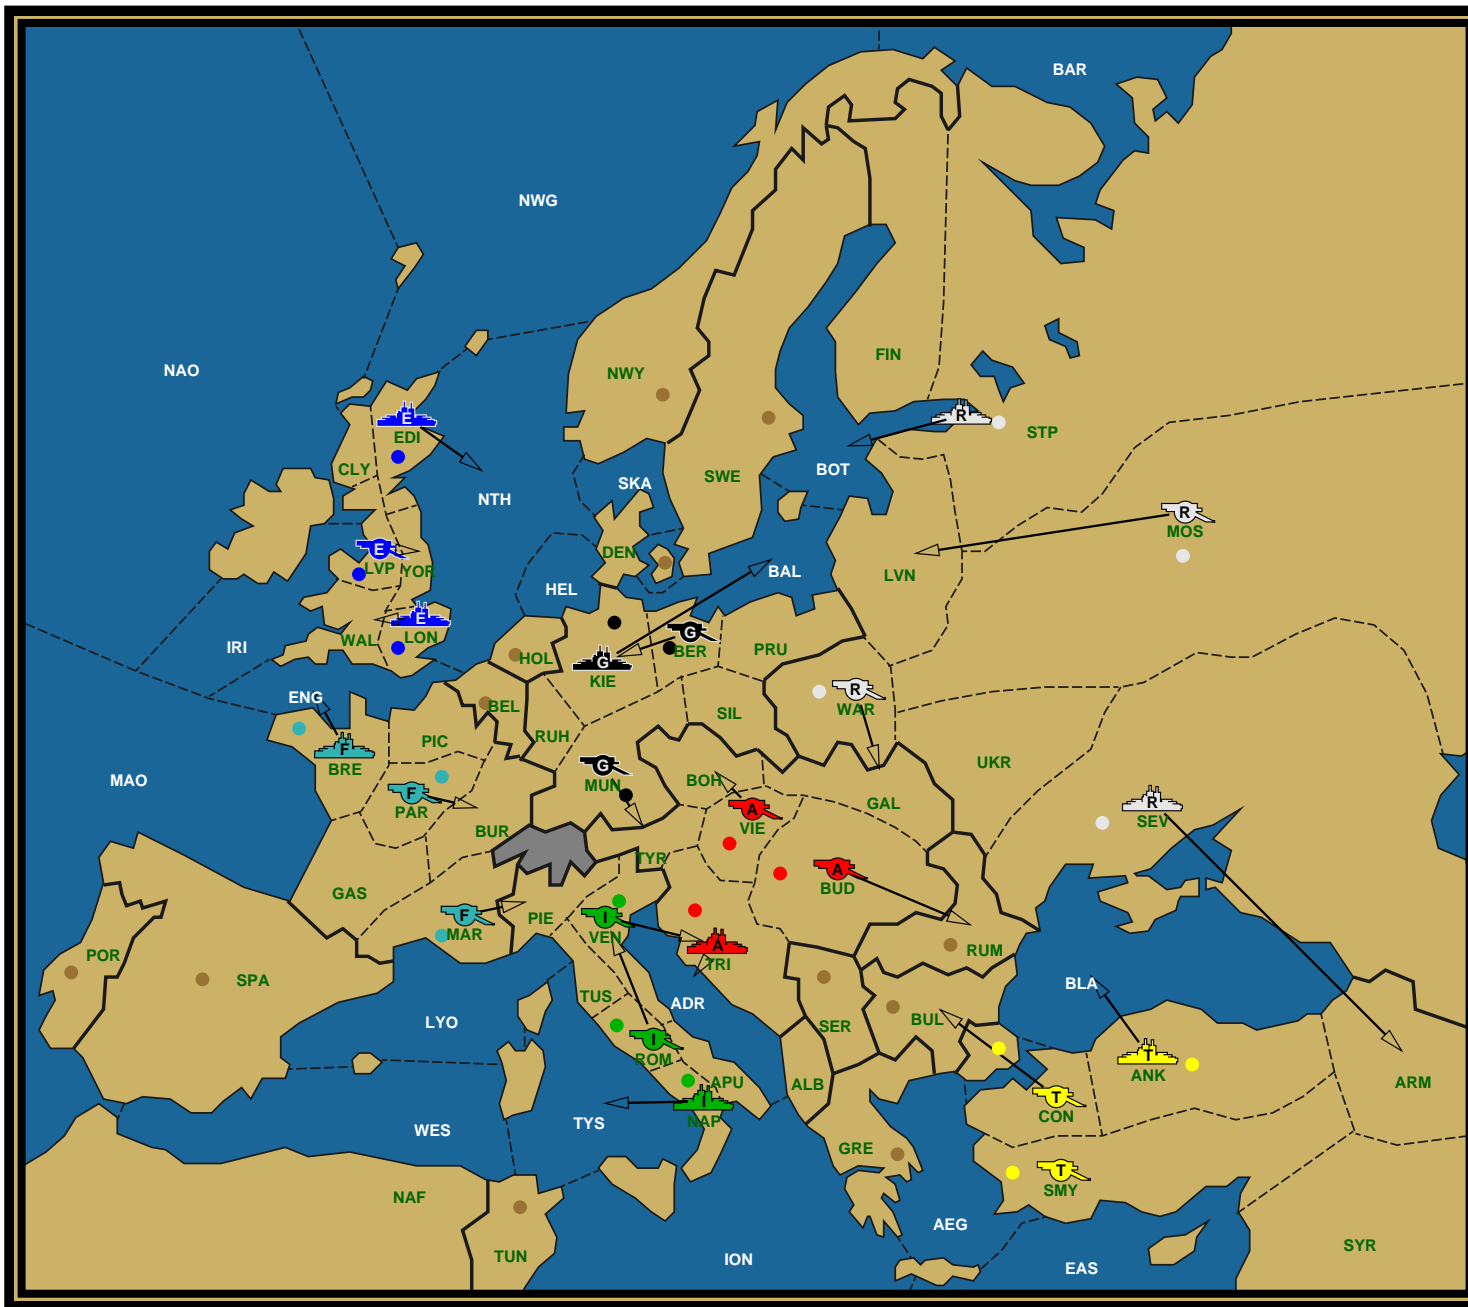 BAR
NWG
NAO
FIN
NWY
E
R
EDI
STP
CLY
BOT
SWE
SKA
NTH
R
MOS
E
DEN
LVP
YOR
BAL
LVN
HEL
E
LON
WAL
IRI
G
BER
PRU
HOL
G
KIE
ENG
R
WAR
BEL
SIL
RUH
PIC
F
BRE
UKR
G
MUN
BOH
MAO
F
PAR
A
VIE
GAL
R
SEV
BUR
TYR
A
BUD
GAS
F
MAR
PIE
I
VEN
A
TRI
RUM
POR
SPA
BLA
TUS
ADR
LYO
SER
BUL
I
ROM
T
ANK
APU
ALB
ARM
I
NAP
T
CON
TYS
WES
GRE
T
SMY
NAF
AEG
SYR
TUN
ION
EAS